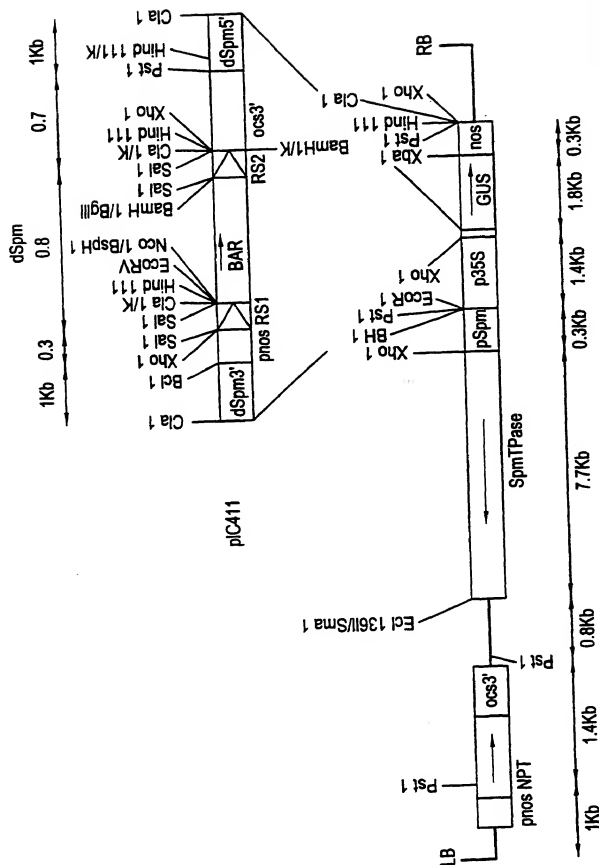 dSpm
1Kb
0.3
0.8
0.7
1Kb
Cla 1
Bcl 1
Xho 1
Sal 1
Sal 1
Cla 1/K
Hind 111
EcoRV
Nco 1/BspH 1
BamH 1/BglII
Sal 1
Sal 1
Cla 1/K
Hind 111
Xho 1
Pst 1
Hind 111/K
Cla 1
dSpm3'
BAR
dSpm5'
pnos
RS1
RS2
ocs3'
BamH1/K
pIC411
LB
Pst 1
Pst 1
Ecl 136II/Sma 1
Xho 1
BH 1
Pst 1
EcoR 1
Xho 1
Xba 1
Pst 1
Hind 111
Cla 1
Xho 1
RB
ocs3'
pSpm
p35S
GUS
nos
pnos NPT
SpmTPase
1Kb
1.4Kb
0.8Kb
7.7Kb
0.3Kb
1.4Kb
1.8Kb
0.3Kb